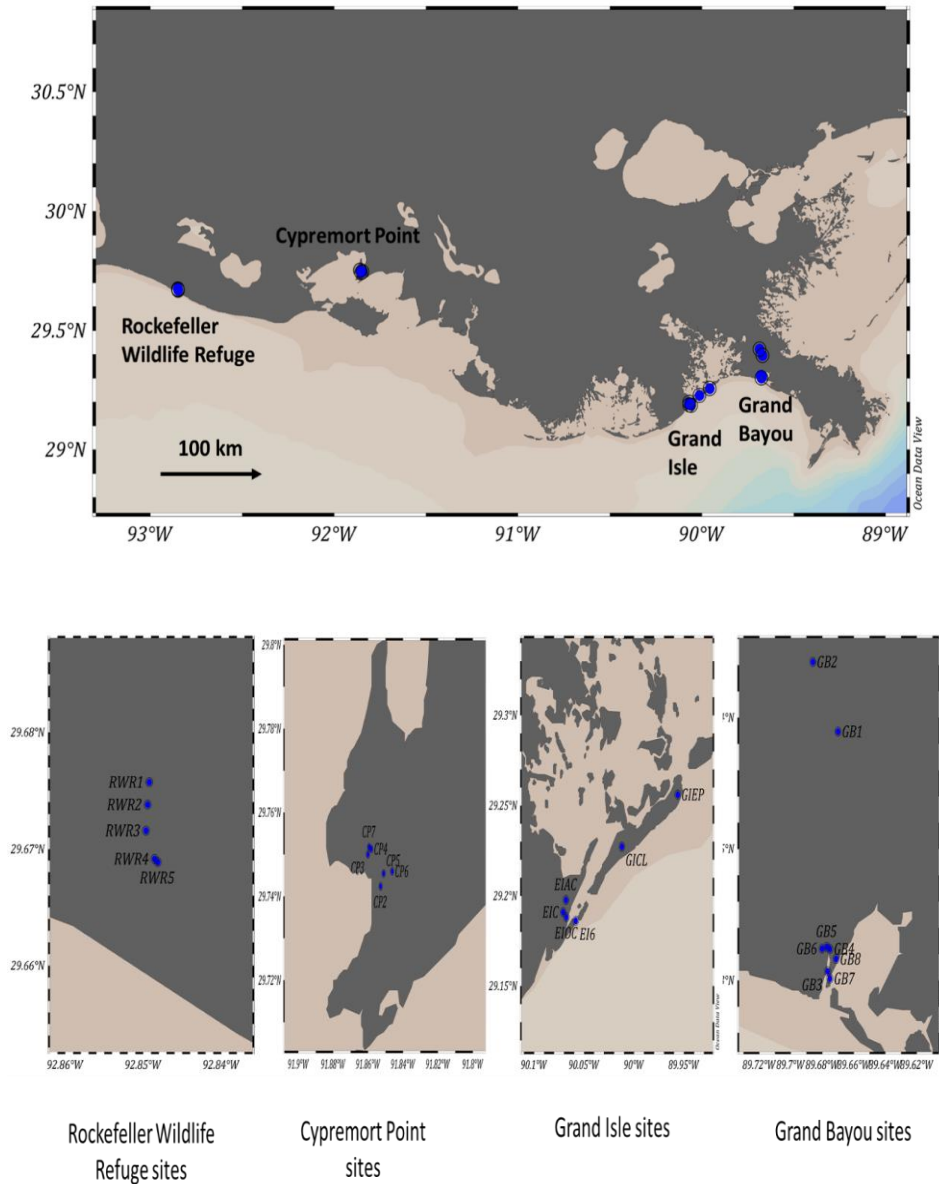 30.5°N
30°N
29.5°N
29°N
Cypremort Point
Rockefeller
Wildlife Refuge
Grand
Isle
Grand
Bayou
100 km
Ocean Data View
93°W
92°W
91°W
90°W
89°W
29.68°N
29.67°N
29.66°N
RWR1
RWR2
RWR3
RWR4
RWR5
92.86°W
92.85°W
92.84°W
29.8°N
29.78°N
29.76°N
29.74°N
29.72°N
CP7
CP4
CP3
CP5
CP6
CP2
91.9°W
91.88°W
91.86°W
91.84°W
91.82°W
91.8°W
29.3°N
29.25°N
29.2°N
29.15°N
GIEP
GICL
EIAC
EIC
EIOC
EI6
Ocean Data View
90.1°W
90.05°W
90°W
89.95°W
GB2
GB1
GB5
GB6
GB4
GB8
GB3
GB7
89.72°W
89.7°W
89.68°W
89.66°W
89.64°W
89.62°W
Rockefeller Wildlife
Refuge sites
Cypremort Point
sites
Grand Isle sites
Grand Bayou sites